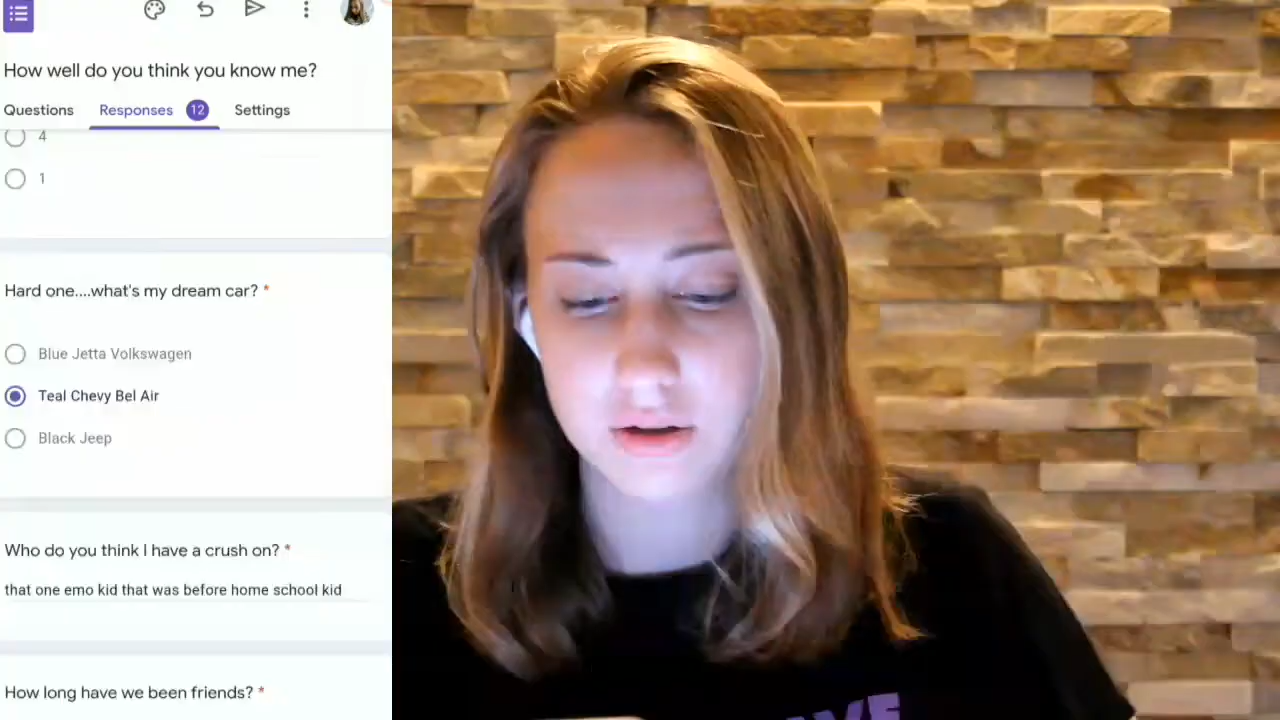 How well do you think you know me?
Questions Responses 12 Settings
4
1
Hard one....what's my dream car? *
Blue Jetta Volkswagen
Teal Chevy Bel Air
Black Jeep
Who do you think I have a crush on? *
that one emo kid that was before home school kid
How long have we been friends? *